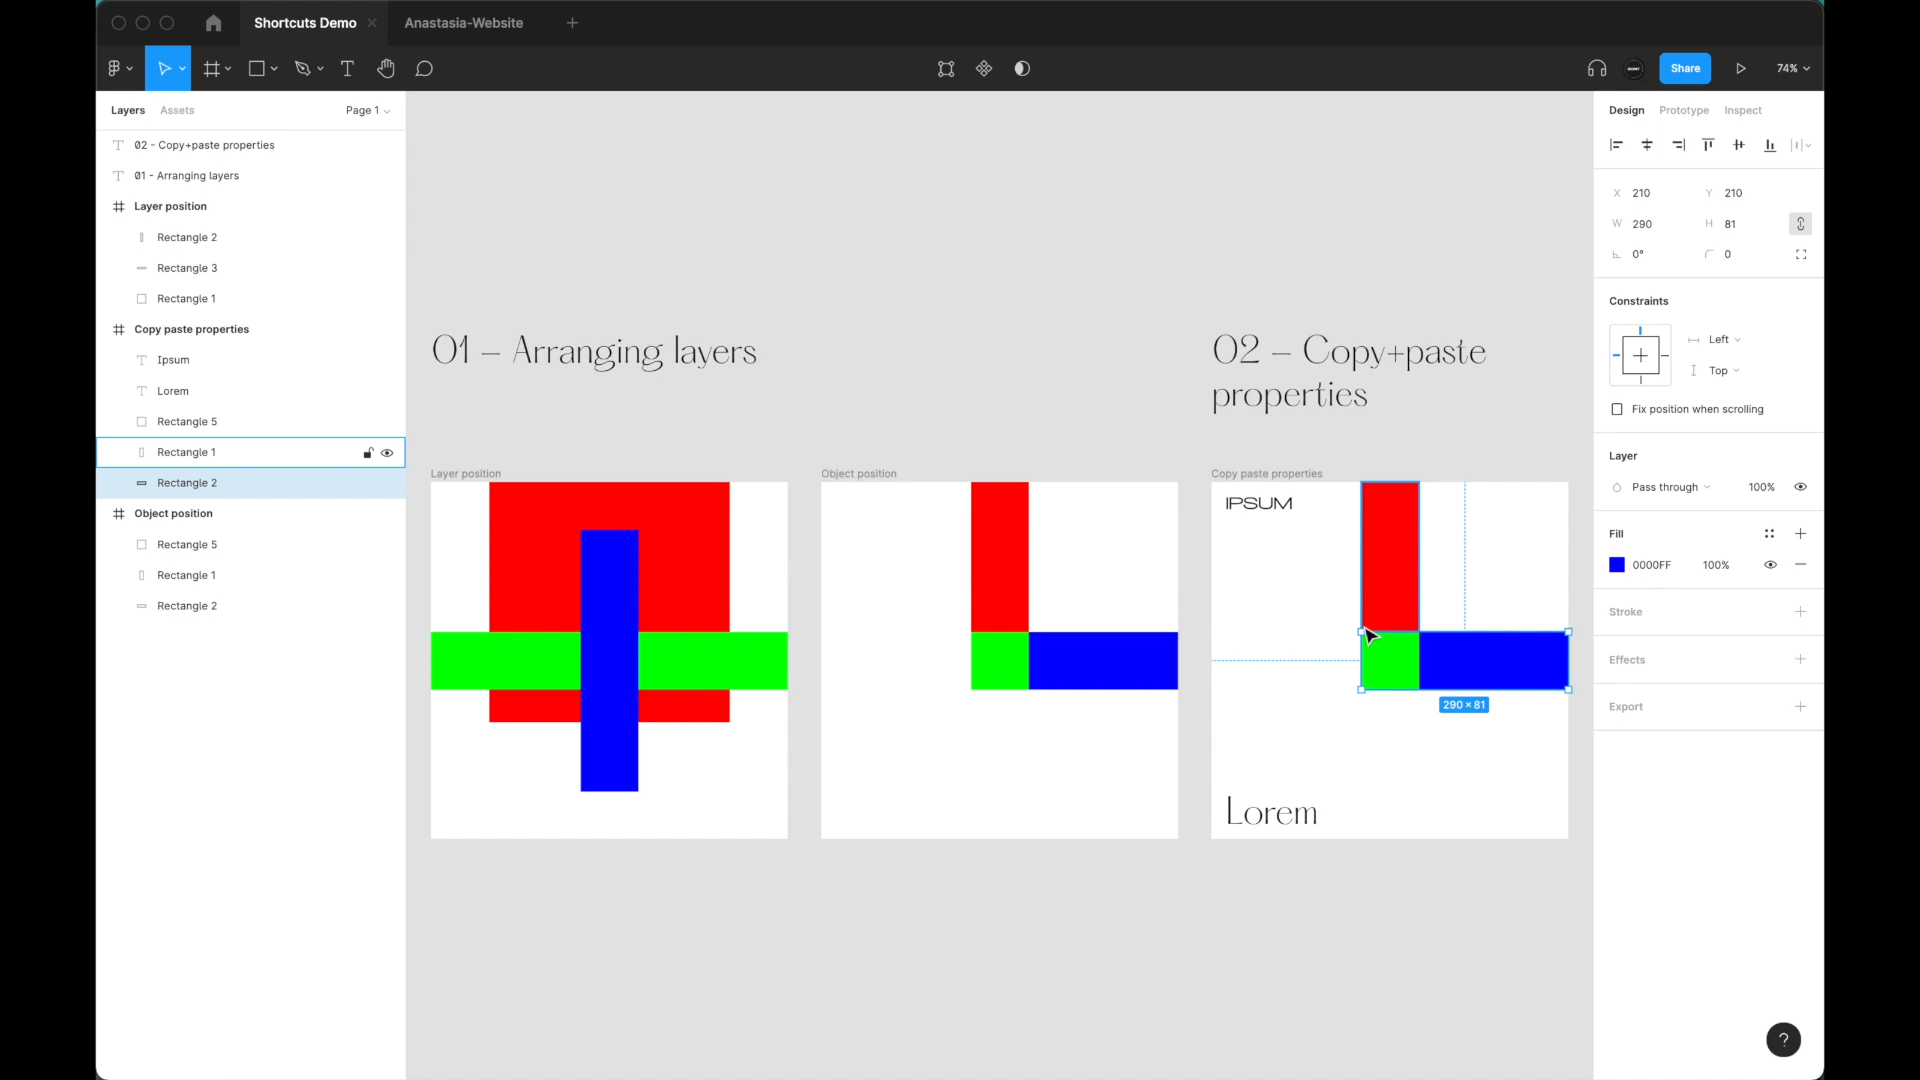 Shortcuts Demo
Anastasia-Website
Share
74%
Layers
Assets
Page 1
02 - Copy+paste properties
01 - Arranging layers
Layer position
Rectangle 2
Rectangle 3
Rectangle 1
Copy paste properties
Ipsum
Lorem
Rectangle 5
Rectangle 1
Rectangle 2
Object position
Rectangle 5
Rectangle 1
Rectangle 2
01 – Arranging layers
02 – Copy+paste
properties
Layer position
Object position
Copy paste properties
IPSUM
290 × 81
Lorem
Design
Prototype
Inspect
X 210
Y 210
W 290
H 81
0°
0
Constraints
Left
Top
Fix position when scrolling
Layer
Pass through
100%
Fill
0000FF
100%
Stroke
Effects
Export
?